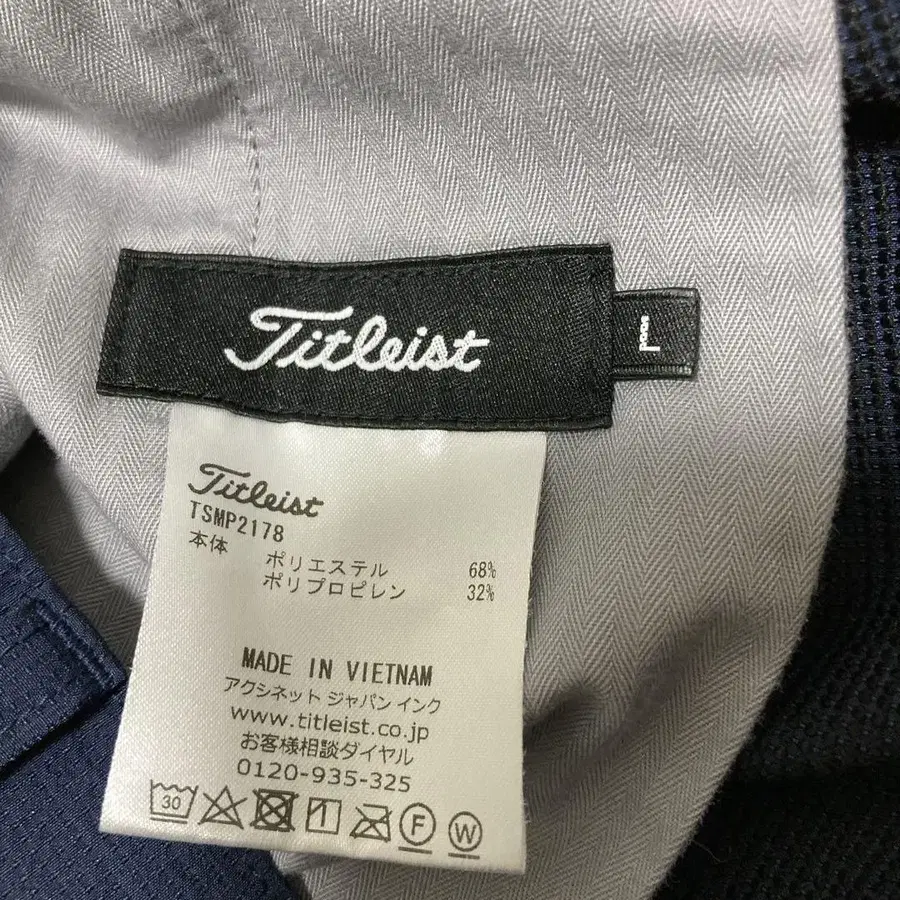 Titleist
L
Titleist
TSMP2178
本体 ポリエステル 68%
ポリプロピレン 32%
MADE IN VIETNAM
アクシネット ジャパン インク
www.titleist.co.jp
お客様相談ダイヤル
0120-935-325
30
F
W